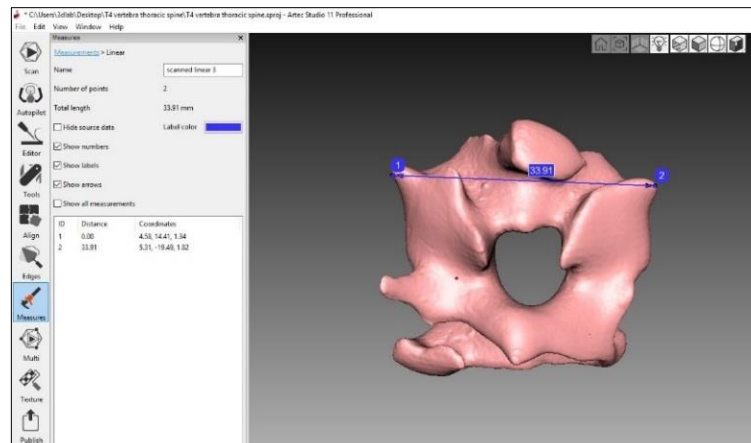 * C:\Users\3dlab\Desktop\T4 vertebra thoracic spine\T4 vertebra thoracic spine.sproj - Artec Studio 11 Professional
File Edit View Window Help
Measures
x
Scan
Autopilot
Editor
Tools
Align
Edges
Measures
Multi
Texture
Publish
Measurements > Linear
Name scanned linear 3
Number of points 2
Total length 33.91 mm
Hide source data Label color
Show numbers
Show labels
Show arrows
Show all measurements
ID Distance Coordinates
1 0.00 4.58, 14.41, 1.34
2 33.91 5.31, -19.49, 1.82
1
33.91
2